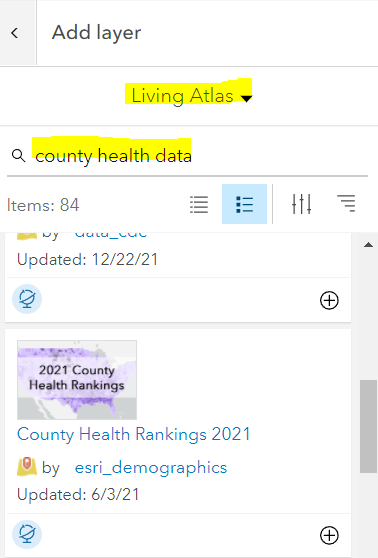 Add layer
Living Atlas
county health data
Items: 84
by data_cdc
Updated: 12/22/21
2021 County
Health Rankings
County Health Rankings 2021
by esri_demographics
Updated: 6/3/21